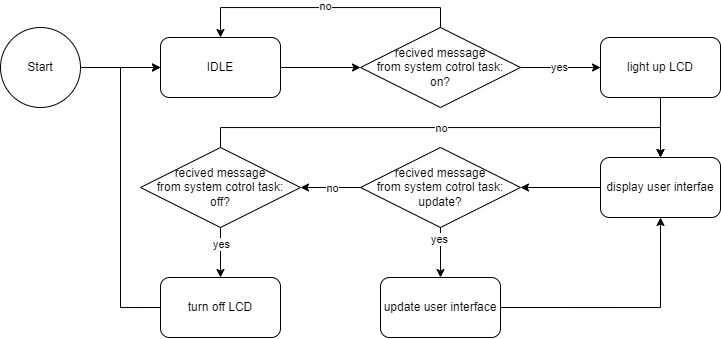 no
Start
IDLE
recived message
from system cotrol task:
on?
yes
light up LCD
no
recived message
from system cotrol task:
off?
no
recived message
from system cotrol task:
update?
display user interfae
yes
yes
turn off LCD
update user interface